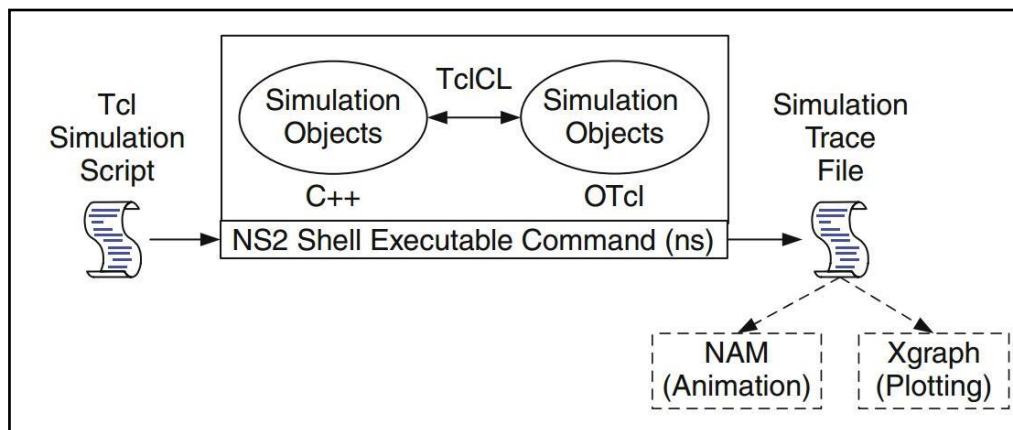 Tcl
Simulation
Script
TclCL
Simulation
Objects
Simulation
Objects
C++
OTcl
NS2 Shell Executable Command (ns)
Simulation
Trace
File
NAM
(Animation)
Xgraph
(Plotting)